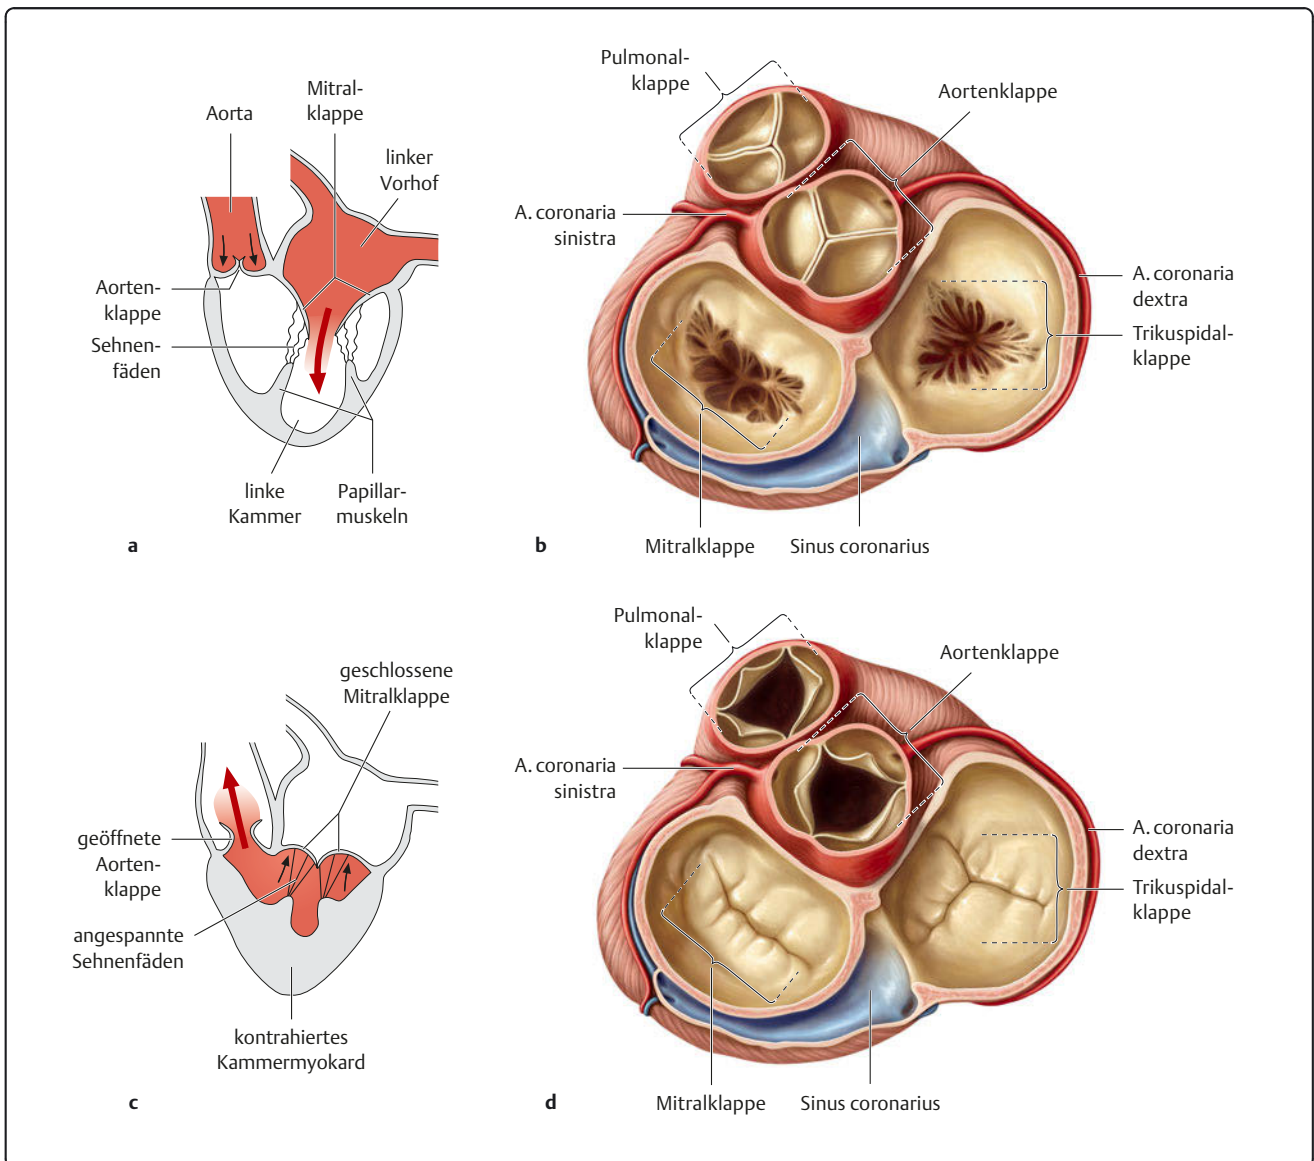 Aorta
Mitral-
klappe
linker
Vorhof
Aorten-
klappe
Sehnen-
fäden
linke
Kammer
Papillar-
muskeln
a
Pulmonal-
klappe
Aortenklappe
A. coronaria
sinistra
A. coronaria
dextra
Trikuspidal-
klappe
Mitralklappe
Sinus coronarius
b
geschlossene
Mitralklappe
geöffnete
Aorten-
klappe
angespannte
Sehnenfäden
kontrahiertes
Kammermyokard
c
Pulmonal-
klappe
Aortenklappe
A. coronaria
sinistra
A. coronaria
dextra
Trikuspidal-
klappe
Mitralklappe
Sinus coronarius
d